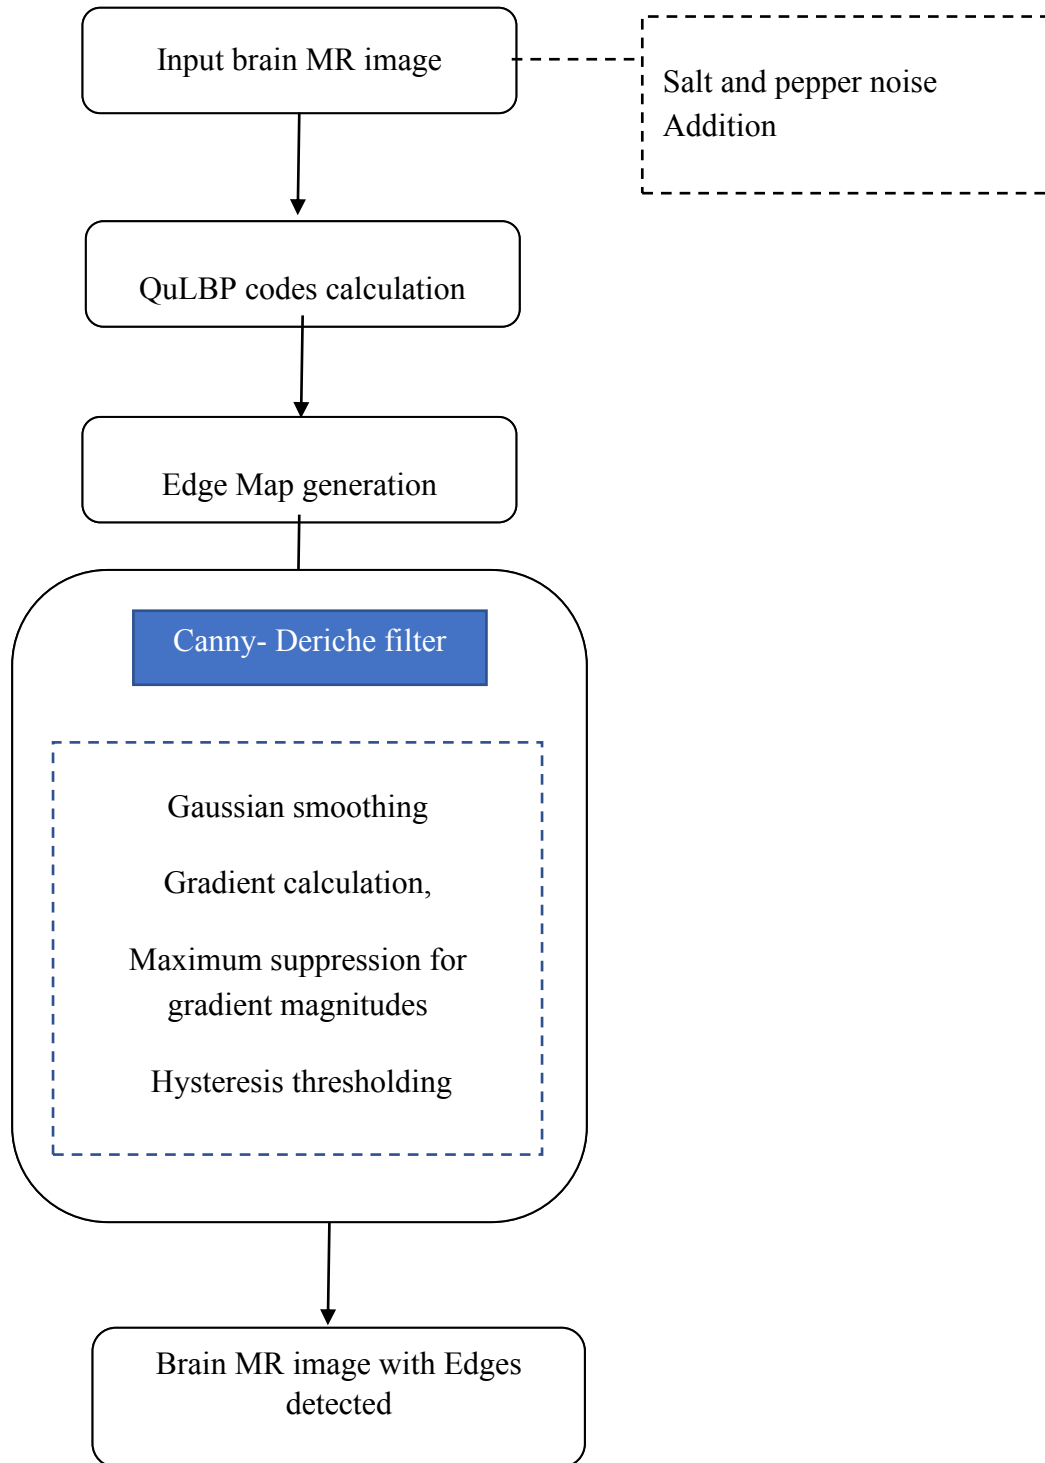 Input brain MR image
Salt and pepper noise
Addition
QuLBP codes calculation
Edge Map generation
Canny- Deriche filter
Gaussian smoothing
Gradient calculation,
Maximum suppression for
gradient magnitudes
Hysteresis thresholding
Brain MR image with Edges
detected